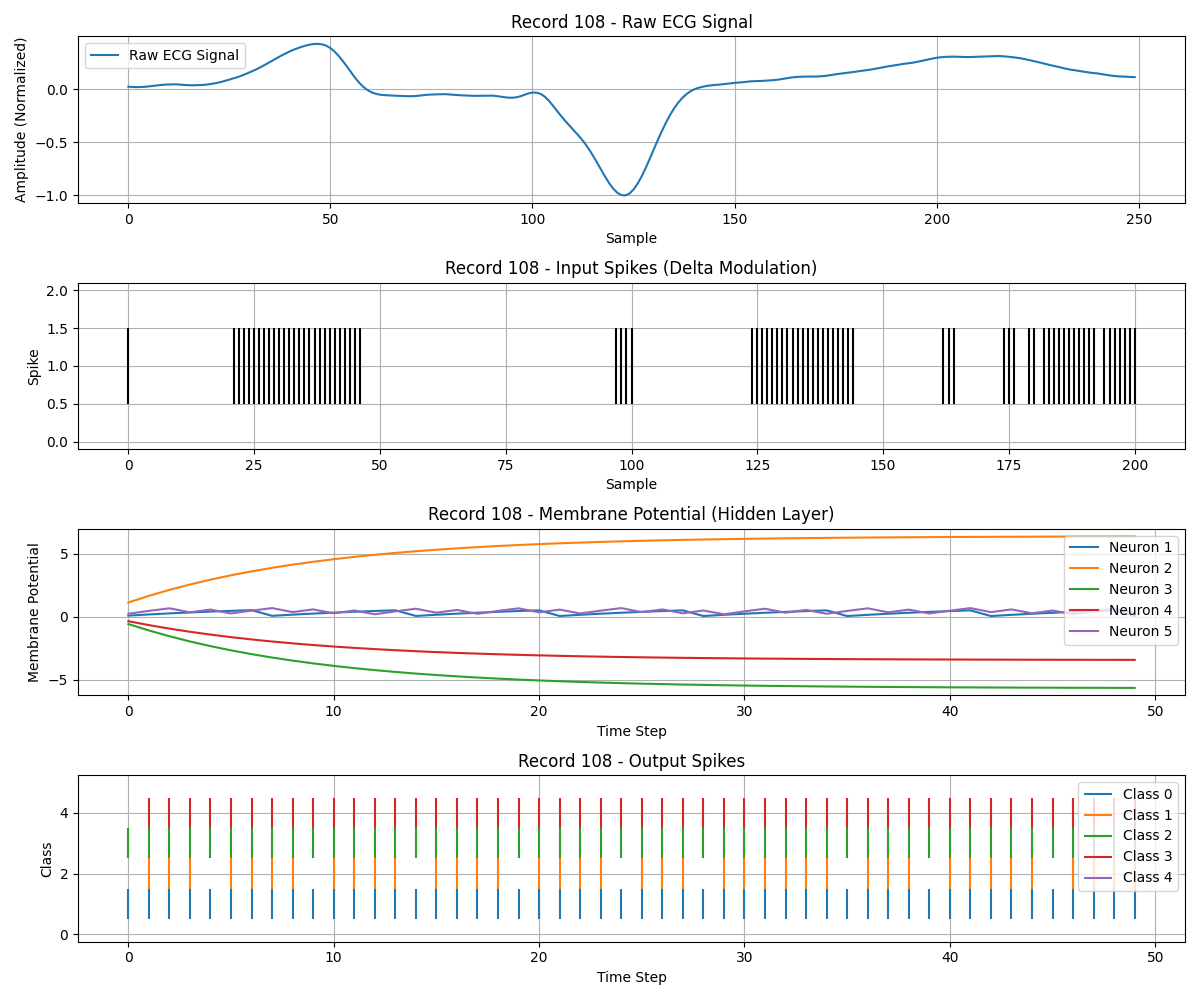 Record 108 - Raw ECG Signal
Amplitude (Normalized)
0.0
−0.5
−1.0
Raw ECG Signal
0 50 100 150 200 250
Sample
Record 108 - Input Spikes (Delta Modulation)
Spike
2.0
1.5
1.0
0.5
0.0
0 25 50 75 100 125 150 175 200
Sample
Record 108 - Membrane Potential (Hidden Layer)
Membrane Potential
5
0
−5
Neuron 1
Neuron 2
Neuron 3
Neuron 4
Neuron 5
0 10 20 30 40 50
Time Step
Record 108 - Output Spikes
Class
4
2
0
Class 0
Class 1
Class 2
Class 3
Class 4
0 10 20 30 40 50
Time Step